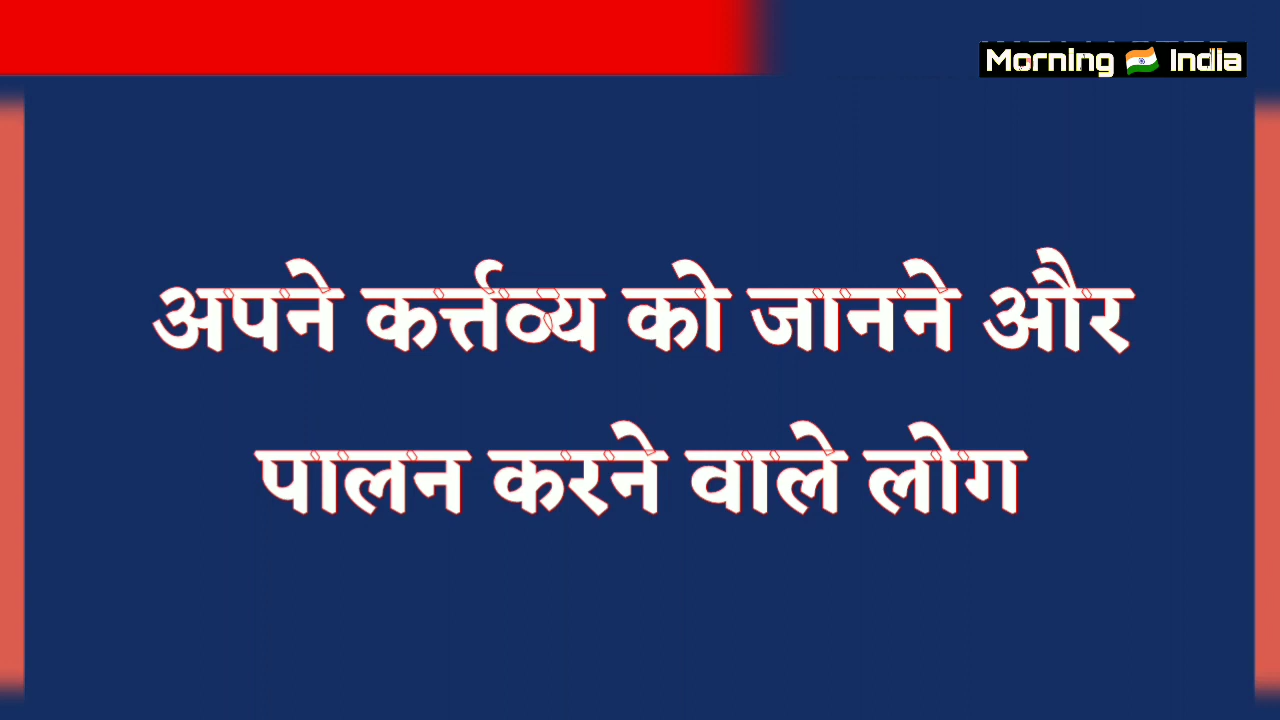 Morning 🇮🇳 India
अपने कर्त्तव्य को जानने और
पालन करने वाले लोग